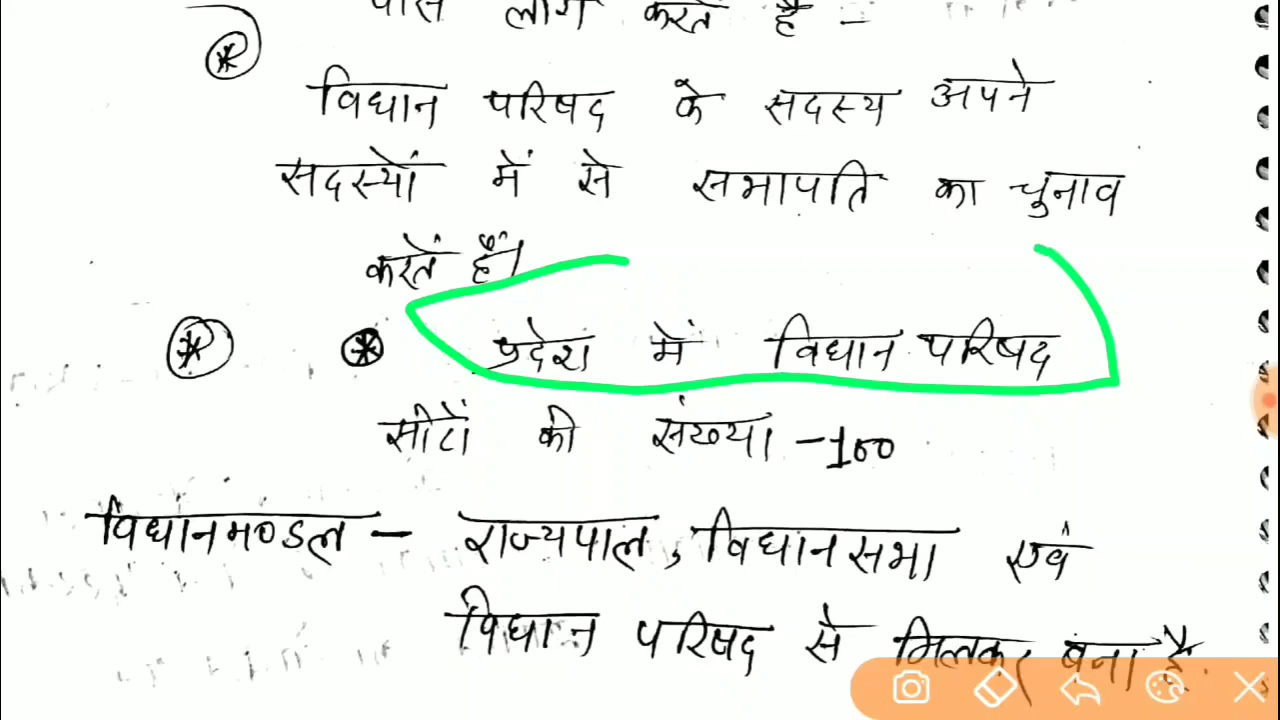 लोग करते है -
विधान परिषद के सदस्य अपने
सदस्यों में से सभापति का चुनाव
करतें हैं।
प्रदेश में विधान परिषद
सीटों की संख्या - 100
विधानमण्डल - राज्यपाल, विधानसभा एवं
विधान परिषद से मिलकर बना है.